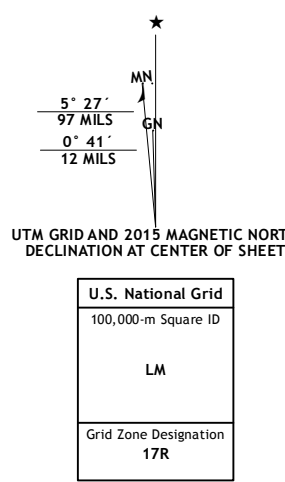 ★
MN
5° 27´
97 MILS
GN
0° 41´
12 MILS
UTM GRID AND 2015 MAGNETIC NORT
DECLINATION AT CENTER OF SHEET
U.S. National Grid
100,000-m Square ID
LM
Grid Zone Designation
17R